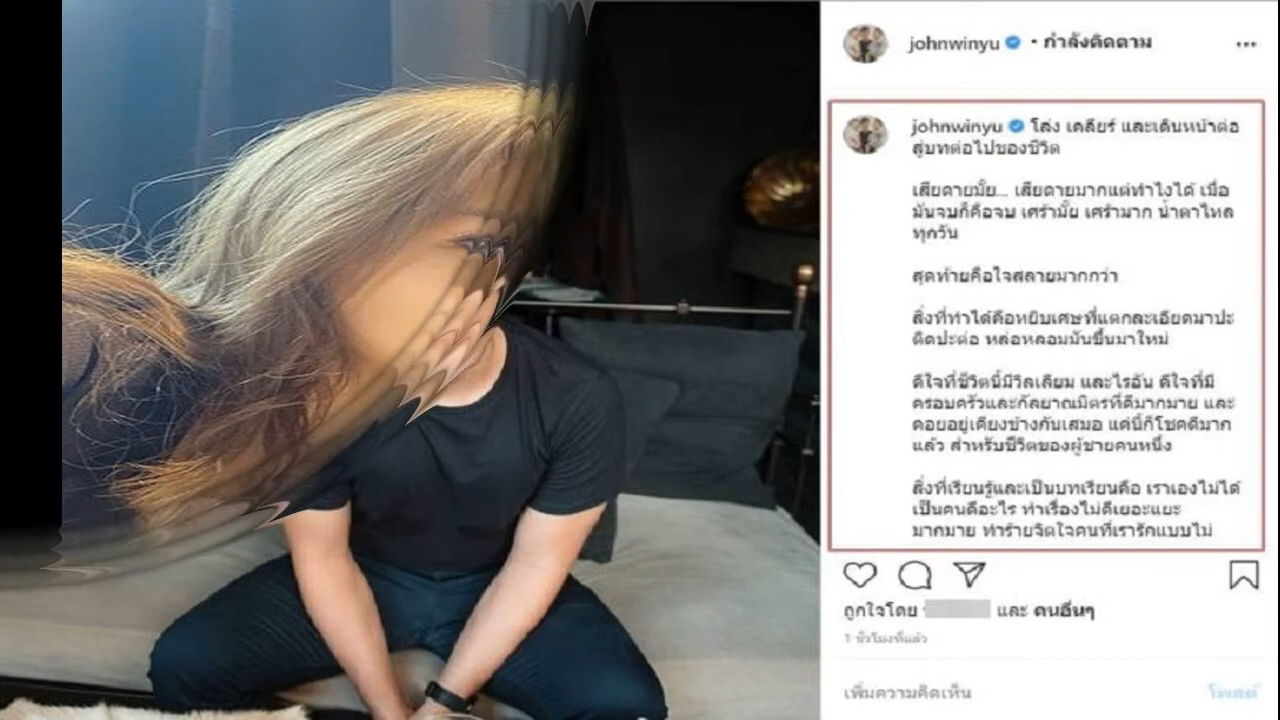 johnwinyu • กำลังติดตาม
johnwinyu โล่ง เคลียร์ และเดินหน้าต่อ
สู่บทต่อไปของชีวิต
เสียดายมั้ย... เสียดายมากแต่ทำไงได้ เมื่อ
มันจบก็คือจบ เศร้ามั้ย เศร้ามาก น้ำตาไหล
ทุกวัน
สุดท้ายคือใจสลายมากกว่า
สิ่งที่ทำได้คือหยิบเศษที่แตกละเอียดมาปะ
ติดปะต่อ หล่อหลอมมันขึ้นมาใหม่
ดีใจที่ชีวิตนี้มีวิลเลียม และไรอัน ดีใจที่มี
ครอบครัวและกัลยาณมิตรที่ดีมากมาย และ
คอยอยู่เคียงข้างกันเสมอ แค่นี้ก็โชคดีมาก
แล้ว สำหรับชีวิตของผู้ชายคนหนึ่ง
สิ่งที่เรียนรู้และเป็นบทเรียนคือ เราเองไม่ได้
เป็นคนดีอะไร ทำเรื่องไม่ดีเยอะแยะ
มากมาย ทำร้ายจิตใจคนที่เรารักแบบไม่
ถูกใจโดย และ คนอื่นๆ
1 ชั่วโมงที่แล้ว
เพิ่มความคิดเห็น โพสต์